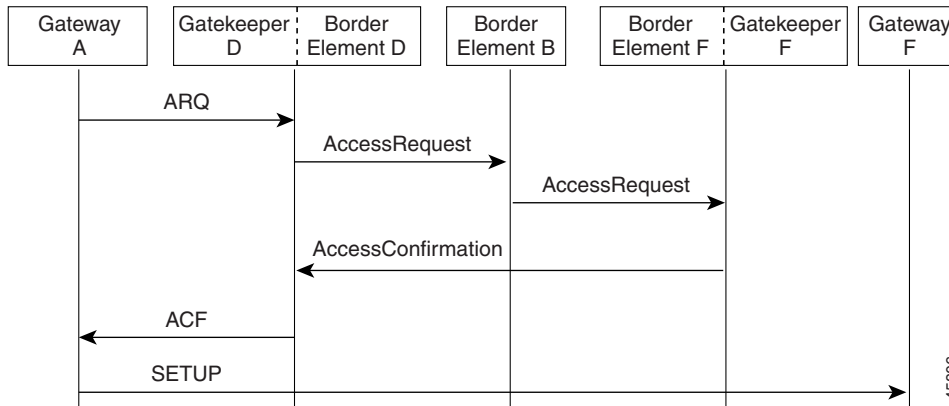 Gateway
A
Gatekeeper
D
Border
Element D
Border
Element B
Border
Element F
Gatekeeper
F
Gateway
F
ARQ
AccessRequest
AccessRequest
AccessConfirmation
ACF
SETUP